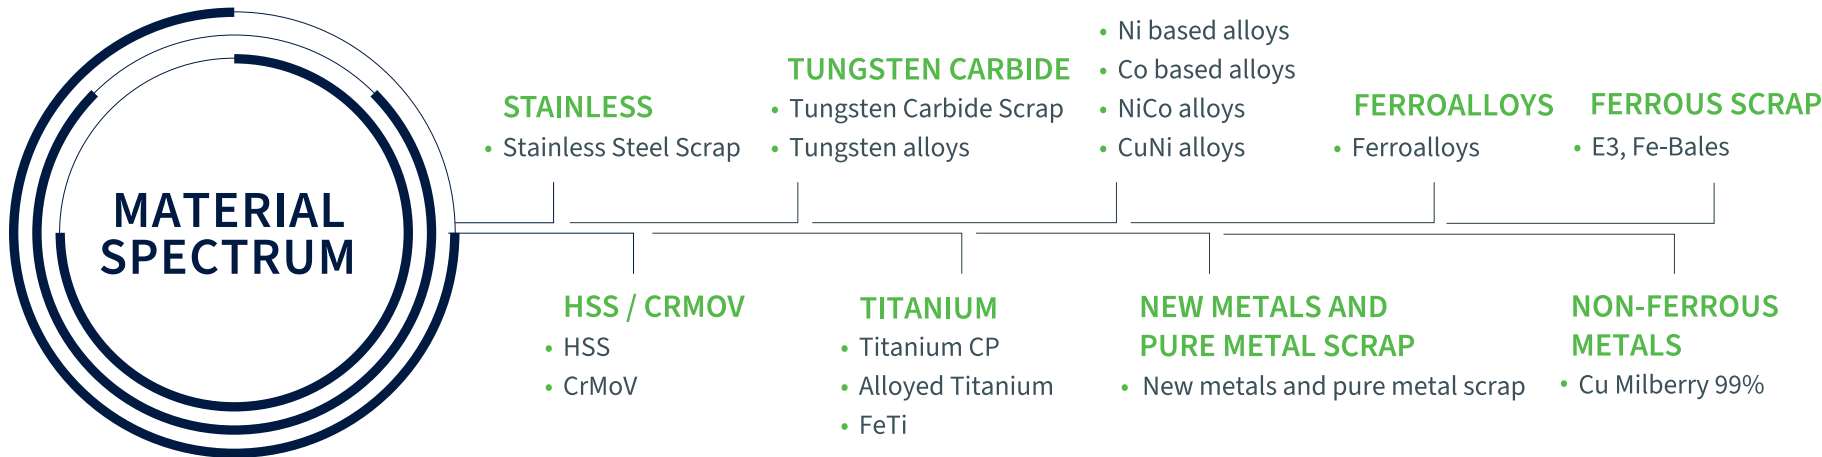 MATERIAL
SPECTRUM
STAINLESS
• Stainless Steel Scrap
TUNGSTEN CARBIDE
• Tungsten Carbide Scrap
• Tungsten alloys
• Ni based alloys
• Co based alloys
• NiCo alloys
• CuNi alloys
FERROALLOYS
• Ferroalloys
FERROUS SCRAP
• E3, Fe-Bales
HSS / CRMOV
• HSS
• CrMoV
TITANIUM
• Titanium CP
• Alloyed Titanium
• FeTi
NEW METALS AND
PURE METAL SCRAP
• New metals and pure metal scrap
NON-FERROUS
METALS
• Cu Milberry 99%